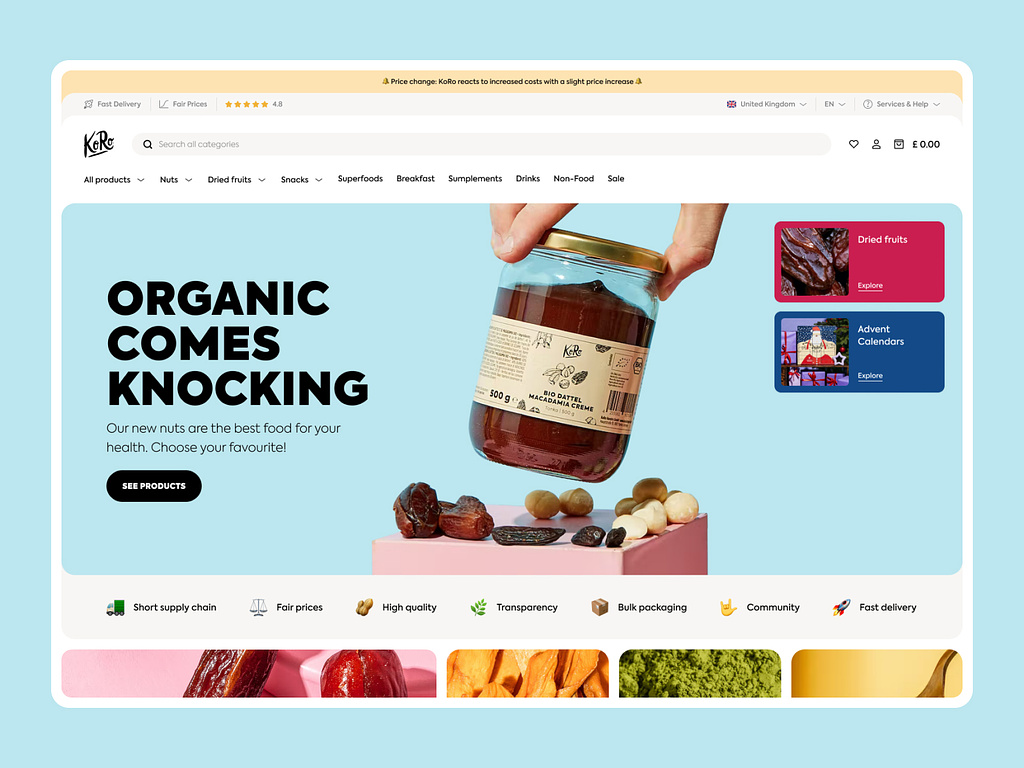 Price change: KoRo reacts to increased costs with a slight price increase
Fast Delivery
Fair Prices
4.8
United Kingdom
EN
Services & Help
KoRo
Search all categories
£ 0.00
All products
Nuts
Dried fruits
Snacks
Superfoods
Breakfast
Sumplements
Drinks
Non-Food
Sale
ORGANIC
COMES
KNOCKING
Our new nuts are the best food for your
health. Choose your favourite!
SEE PRODUCTS
KoRo
500 g
BIO DATTEL
MACADAMIA CREME
Dried fruits
Explore
Advent
Calendars
Explore
Short supply chain
Fair prices
High quality
Transparency
Bulk packaging
Community
Fast delivery